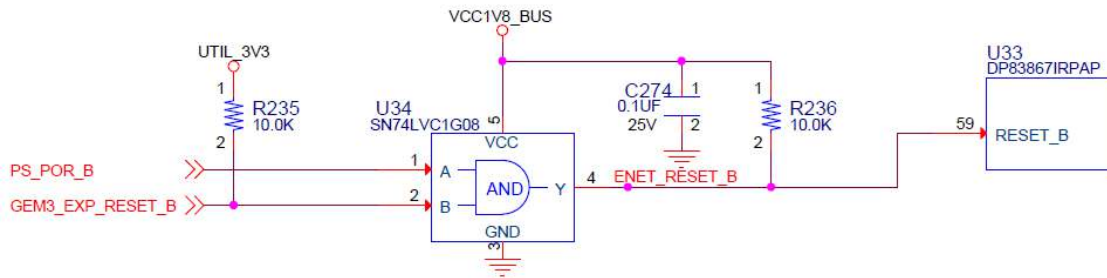 VCC1V8_BUS
UTIL_3V3
U33
DP83867IRPAP
1
R235
10.0K
2
U34
SN74LVC1G08
5
VCC
C274
0.1UF
25V
1
2
1
R236
10.0K
2
59
RESET_B
PS_POR_B
1
A
AND
Y
4
ENET_RESET_B
GEM3_EXP_RESET_B
2
B
GND
3